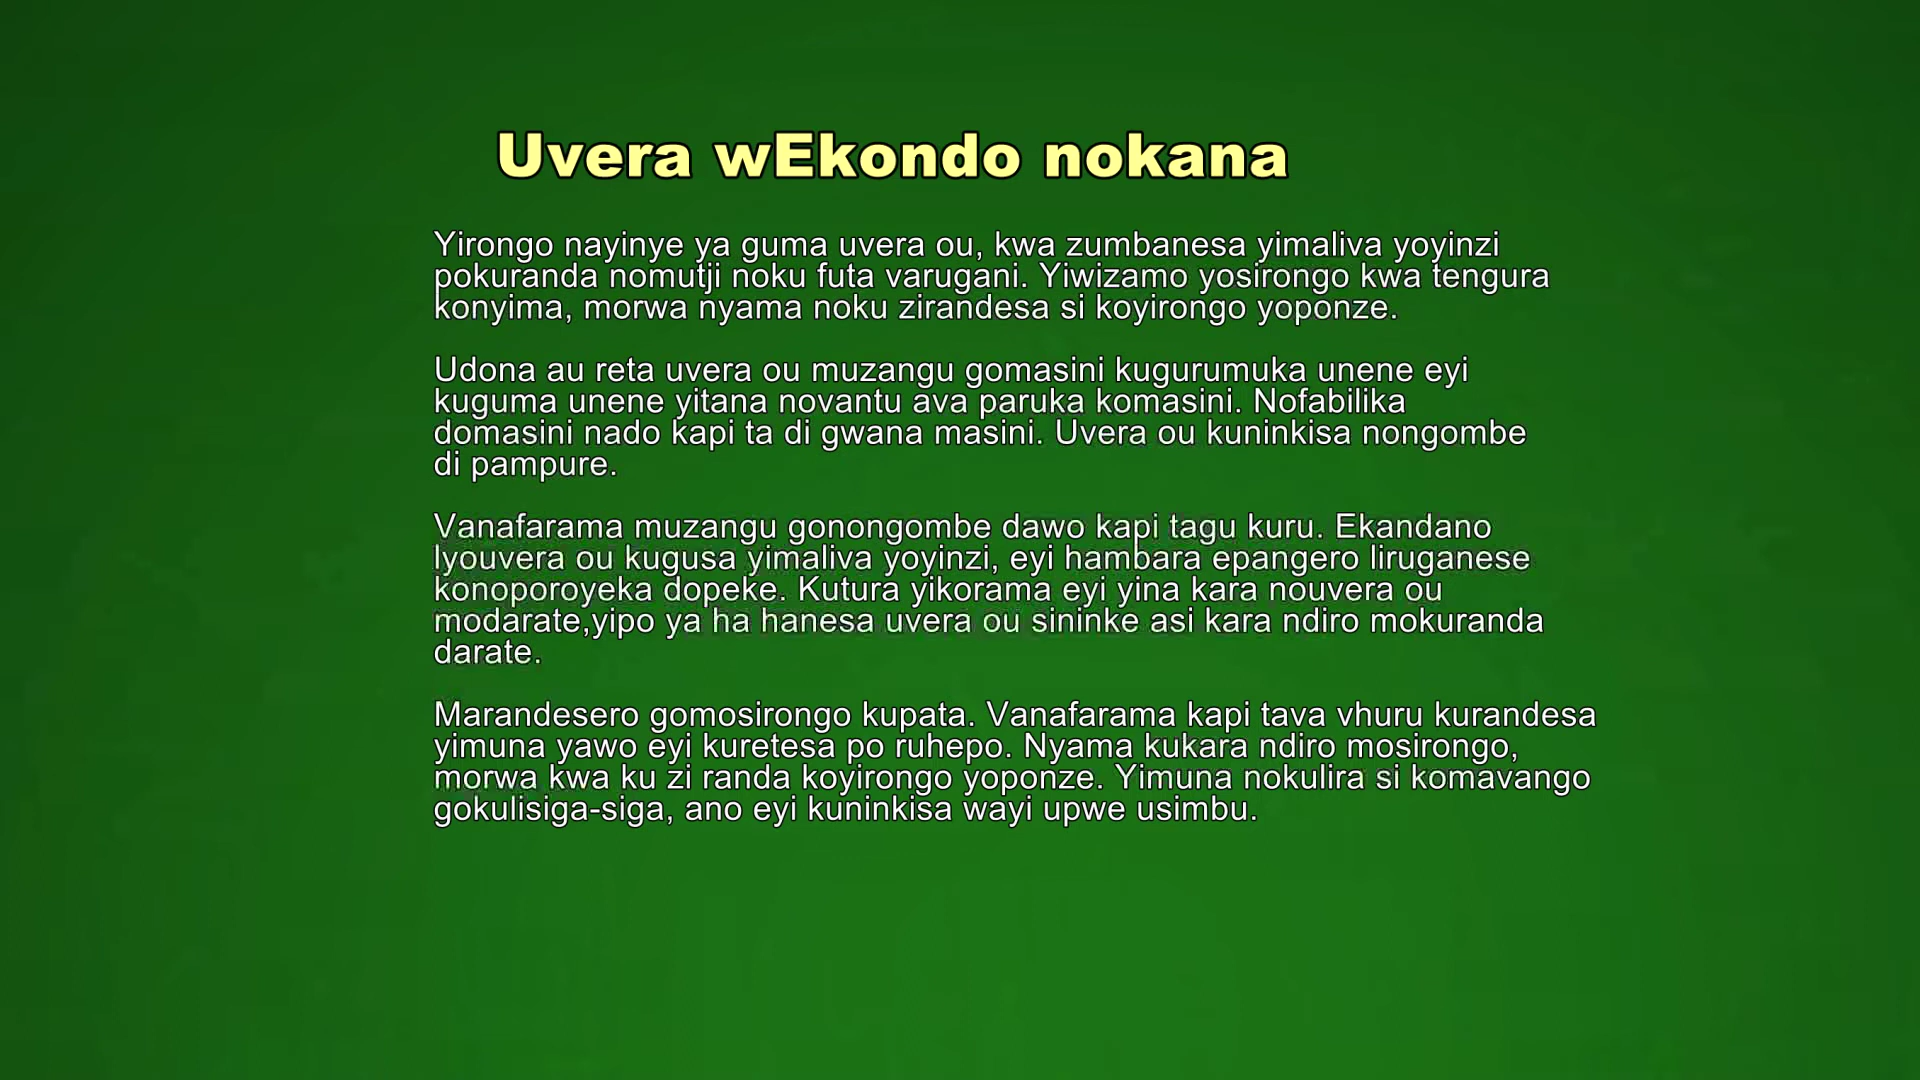 Uvera wEkondo nokana
Yirongo nayinye ya guma uvera ou, kwa zumbanesa yimaliva yoyinzi
pokuranda nomutji noku futa varugani. Yiwizamo yosirongo kwa tengura
konyima, morwa nyama noku zirandesa si koyirongo yoponze.
Udona au reta uvera ou muzangu gomasini kugurumuka unene eyi
kuguma unene yitana novantu ava paruka komasini. Nofabilika
domasini nado kapi ta di gwana masini. Uvera ou kuninkisa nongombe
di pampure.
Vanafarama muzangu gonongombe dawo kapi tagu kuru. Ekandano
lyouvera ou kugusa yimaliva yoyinzi, eyi hambara epangero liruganese
konoporoyeka dopeke. Kutura yikorama eyi yina kara nouvera ou
modarate,yipo ya ha hanesa uvera ou sininke asi kara ndiro mokuranda
darate.
Marandesero gomosirongo kupata. Vanafarama kapi tava vhuru kurandesa
yimuna yawo eyi kuretesa po ruhepo. Nyama kukara ndiro mosirongo,
morwa kwa ku zi randa koyirongo yoponze. Yimuna nokulira si komavango
gokulisiga-siga, ano eyi kuninkisa wayi upwe usimbu.